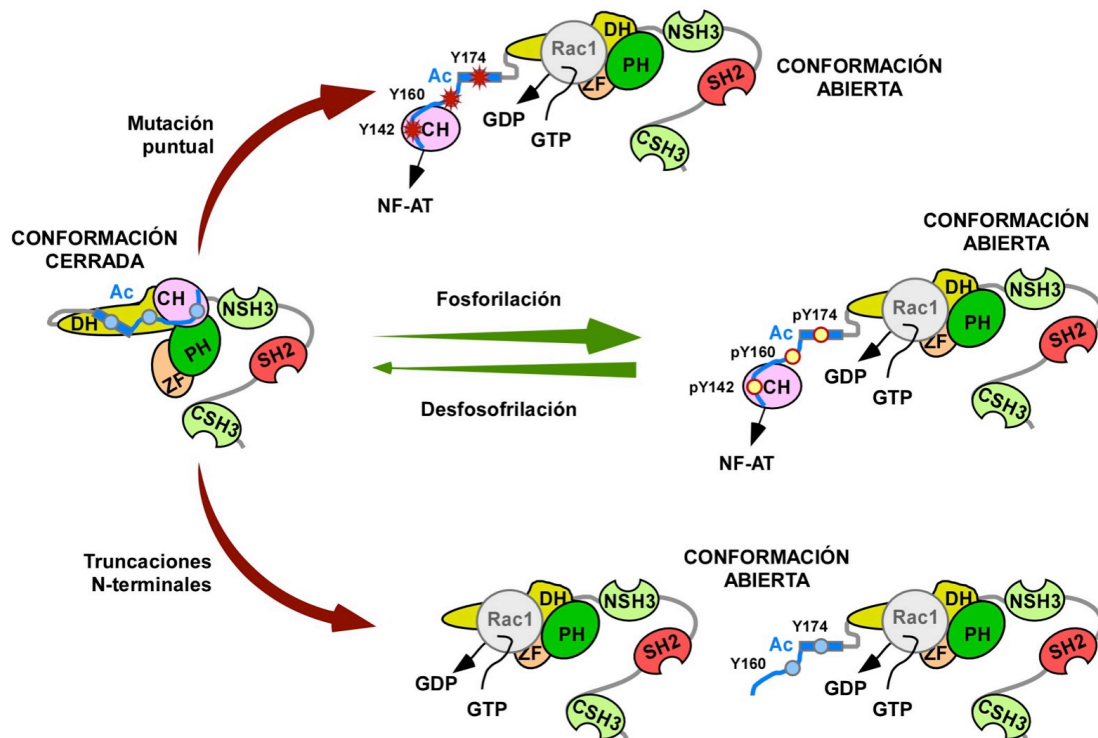 DH
NSH3
Y174
Rac1
Ac
PH
SH2
CONFORMACIÓN
ABIERTA
Y160
ZF
Mutación
puntual
Y142
CH
GDP
GTP
CSH3
NF-AT
CONFORMACIÓN
CERRADA
Ac
CH
NSH3
DH
PH
ZF
SH2
CSH3
Fosforilación
Desfosofrilación
CONFORMACIÓN
ABIERTA
DH
NSH3
pY174
Rac1
Ac
PH
pY160
ZF
SH2
pY142
CH
GDP
GTP
CSH3
NF-AT
Truncaciones
N-terminales
CONFORMACIÓN
ABIERTA
DH
NSH3
Rac1
PH
ZF
SH2
GDP
GTP
CSH3
DH
NSH3
Y174
Rac1
Ac
PH
Y160
ZF
SH2
GDP
GTP
CSH3